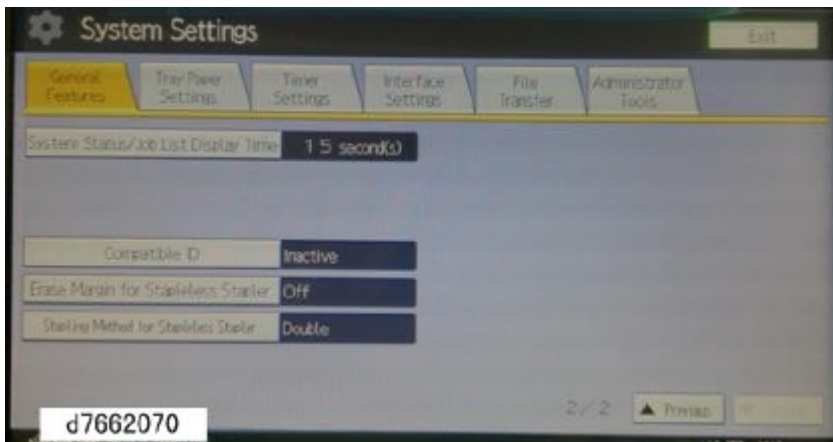 System Settings
Exit
General Features
Tray Paper Settings
Timer Settings
Interface Settings
File Transfer
Administrator Tools
System Status/Job List Display Time
15 second(s)
Compatible ID
Inactive
Erase Margin for Stapleless Stapler
Off
Stapling Method for Stapleless Stapler
Double
2/2
▲ Previous
d7662070